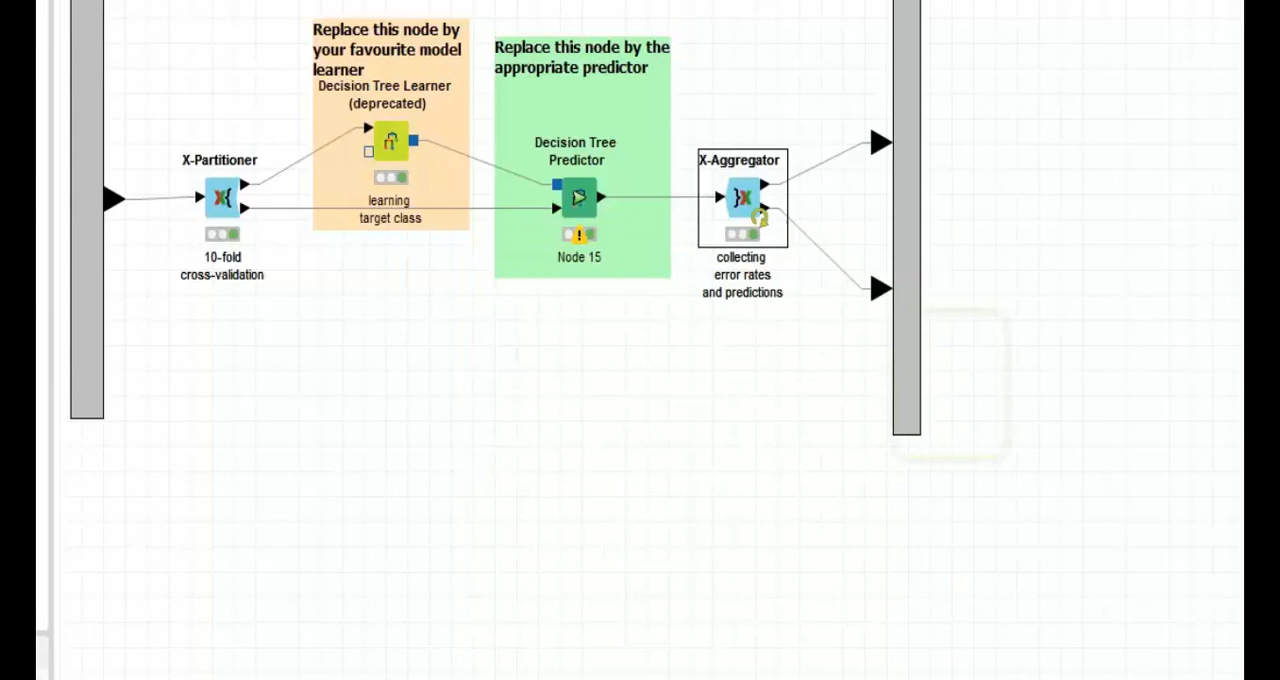 Replace this node by
your favourite model
learner
Decision Tree Learner
(deprecated)
learning
target class
Replace this node by the
appropriate predictor
Decision Tree
Predictor
Node 15
X-Partitioner
10-fold
cross-validation
X-Aggregator
collecting
error rates
and predictions